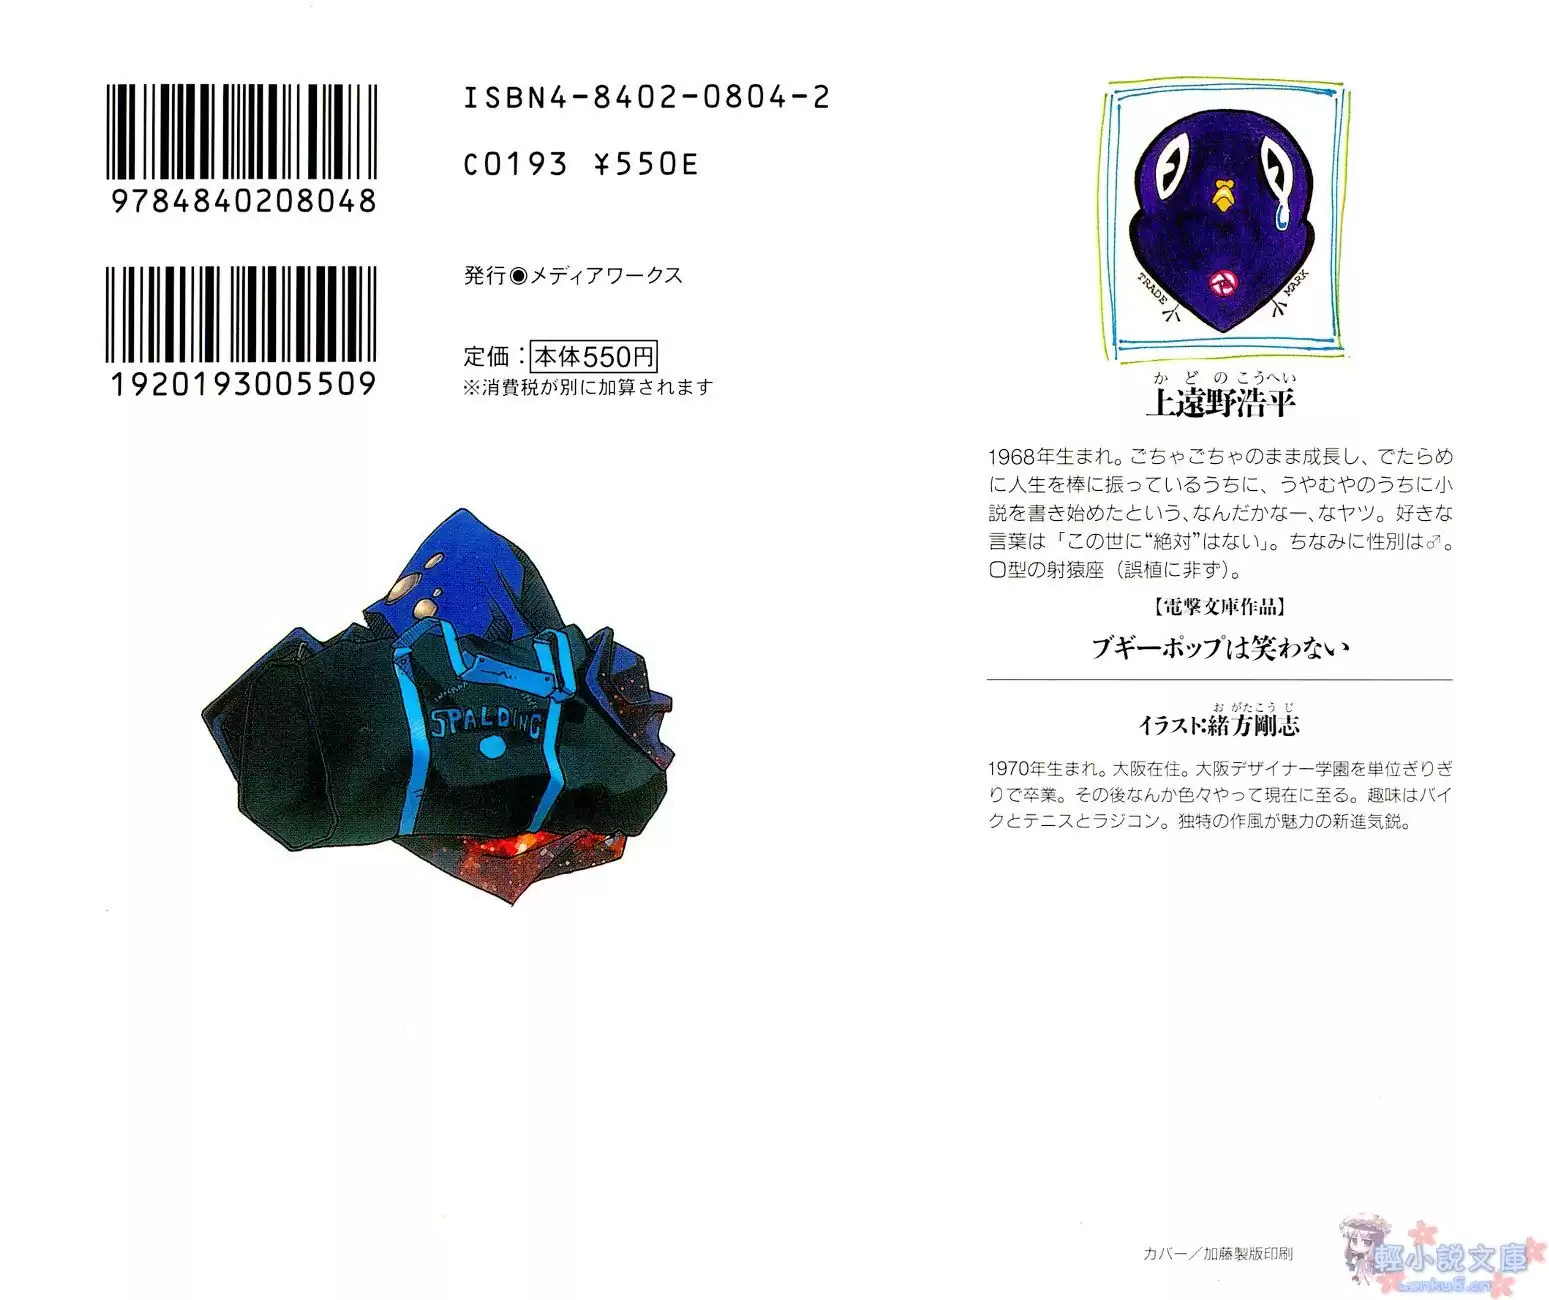 9784840208048
1920193005509
ISBN4-8402-0804-2
C0193 ¥550E
発行◉メディアワークス
定価：本体550円
※消費税が別に加算されます
SPALDING
TRADE MARK
かどのこうへい
上遠野浩平
1968年生まれ。ごちゃごちゃのまま成長し、でたらめ
に人生を棒に振っているうちに、うやむやのうちに小
説を書き始めたという、なんだかなー、なヤツ。好きな
言葉は「この世に“絶対”はない」。ちなみに性別は♂。
O型の射猿座（誤植に非ず）。
【電撃文庫作品】
ブギーポップは笑わない
おがたこうじ
イラスト：緒方剛志
1970年生まれ。大阪在住。大阪デザイナー学園を単位ぎりぎ
りで卒業。その後なんか色々やって現在に至る。趣味はバイ
クとテニスとラジコン。独特の作風が魅力の新進気鋭。
カバー／加藤製版印刷
輕小説文庫